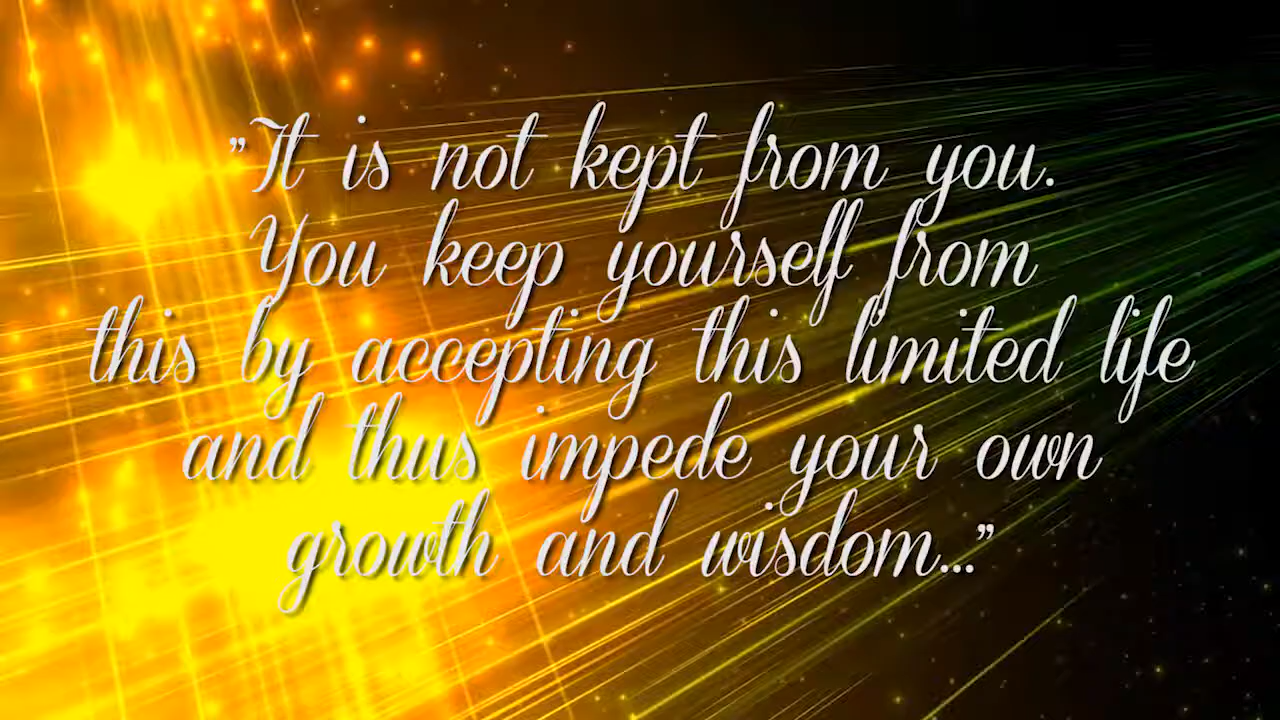 "It is not kept from you.
You keep yourself from
this by accepting this limited life
and thus impede your own
growth and wisdom..."